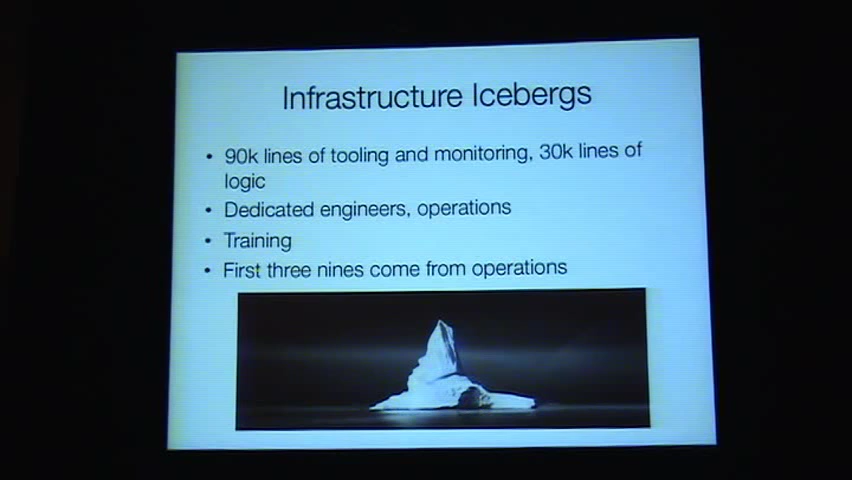 Infrastructure Icebergs
• 90k lines of tooling and monitoring, 30k lines of
logic
• Dedicated engineers, operations
• Training
• First three nines come from operations